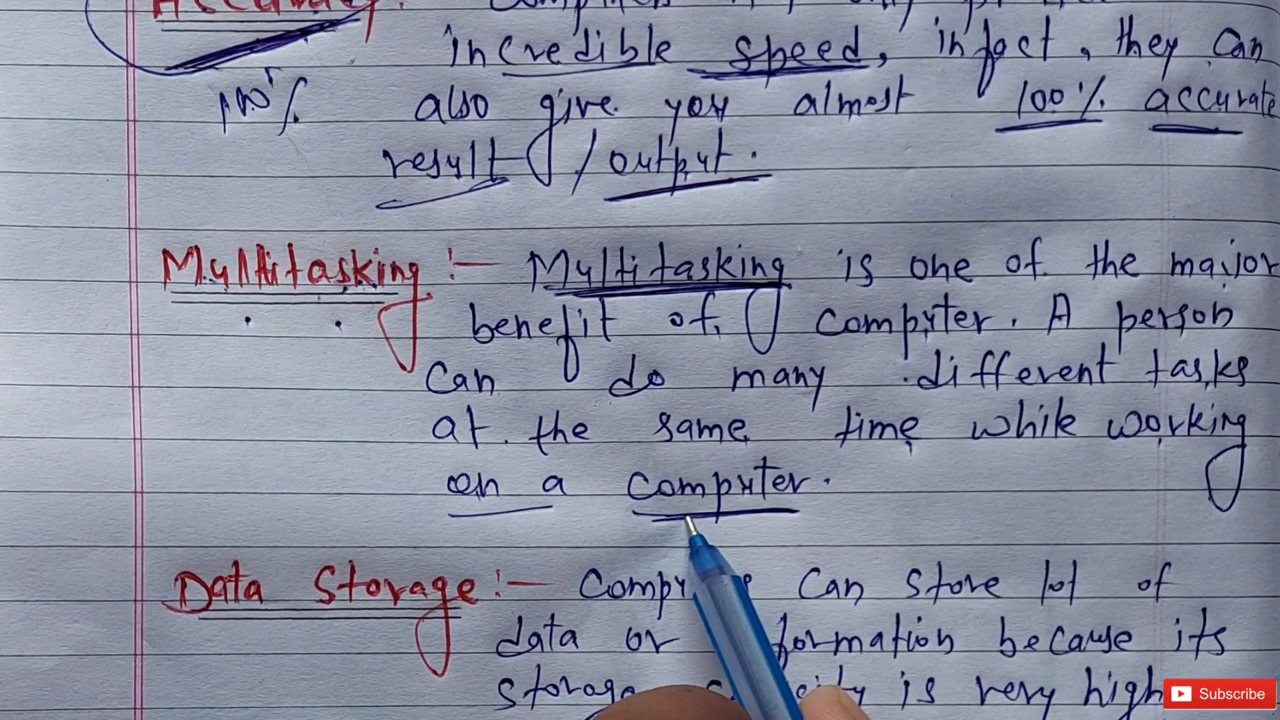 Accuracy:
incredible speed, infact, they can
100% also give you almost 100% accurate
result /output.
Multitasking :- Multitasking is one of the major
benefit of computer. A person
can do many different tasks
at the same time while working
on a computer.
Data Storage :- Can store lot of
data or because its
storage is very high
Subscribe